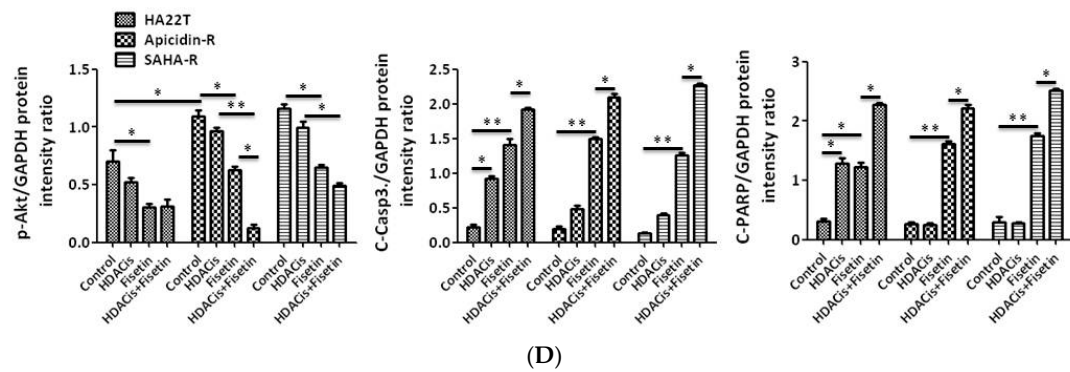 HA22T
Apicidin-R
SAHA-R
p-Akt/GAPDH protein
intensity ratio
1.5
1.0
0.5
0.0
*
*
*
*
**
*
*
*
Control
HDACis
Fisetin
HDACis+Fisetin
Control
HDACis
Fisetin
HDACis+Fisetin
Control
HDACis
Fisetin
HDACis+Fisetin
C-Casp3./GAPDH protein
intensity ratio
2.5
2.0
1.5
1.0
0.5
0.0
*
**
*
**
*
**
*
Control
HDACis
Fisetin
HDACis+Fisetin
Control
HDACis
Fisetin
HDACis+Fisetin
Control
HDACis
Fisetin
HDACis+Fisetin
C-PARP/GAPDH protein
intensity ratio
3
2
1
0
*
*
*
**
*
**
*
Control
HDACis
Fisetin
HDACis+Fisetin
Control
HDACis
Fisetin
HDACis+Fisetin
Control
HDACis
Fisetin
HDACis+Fisetin
(D)